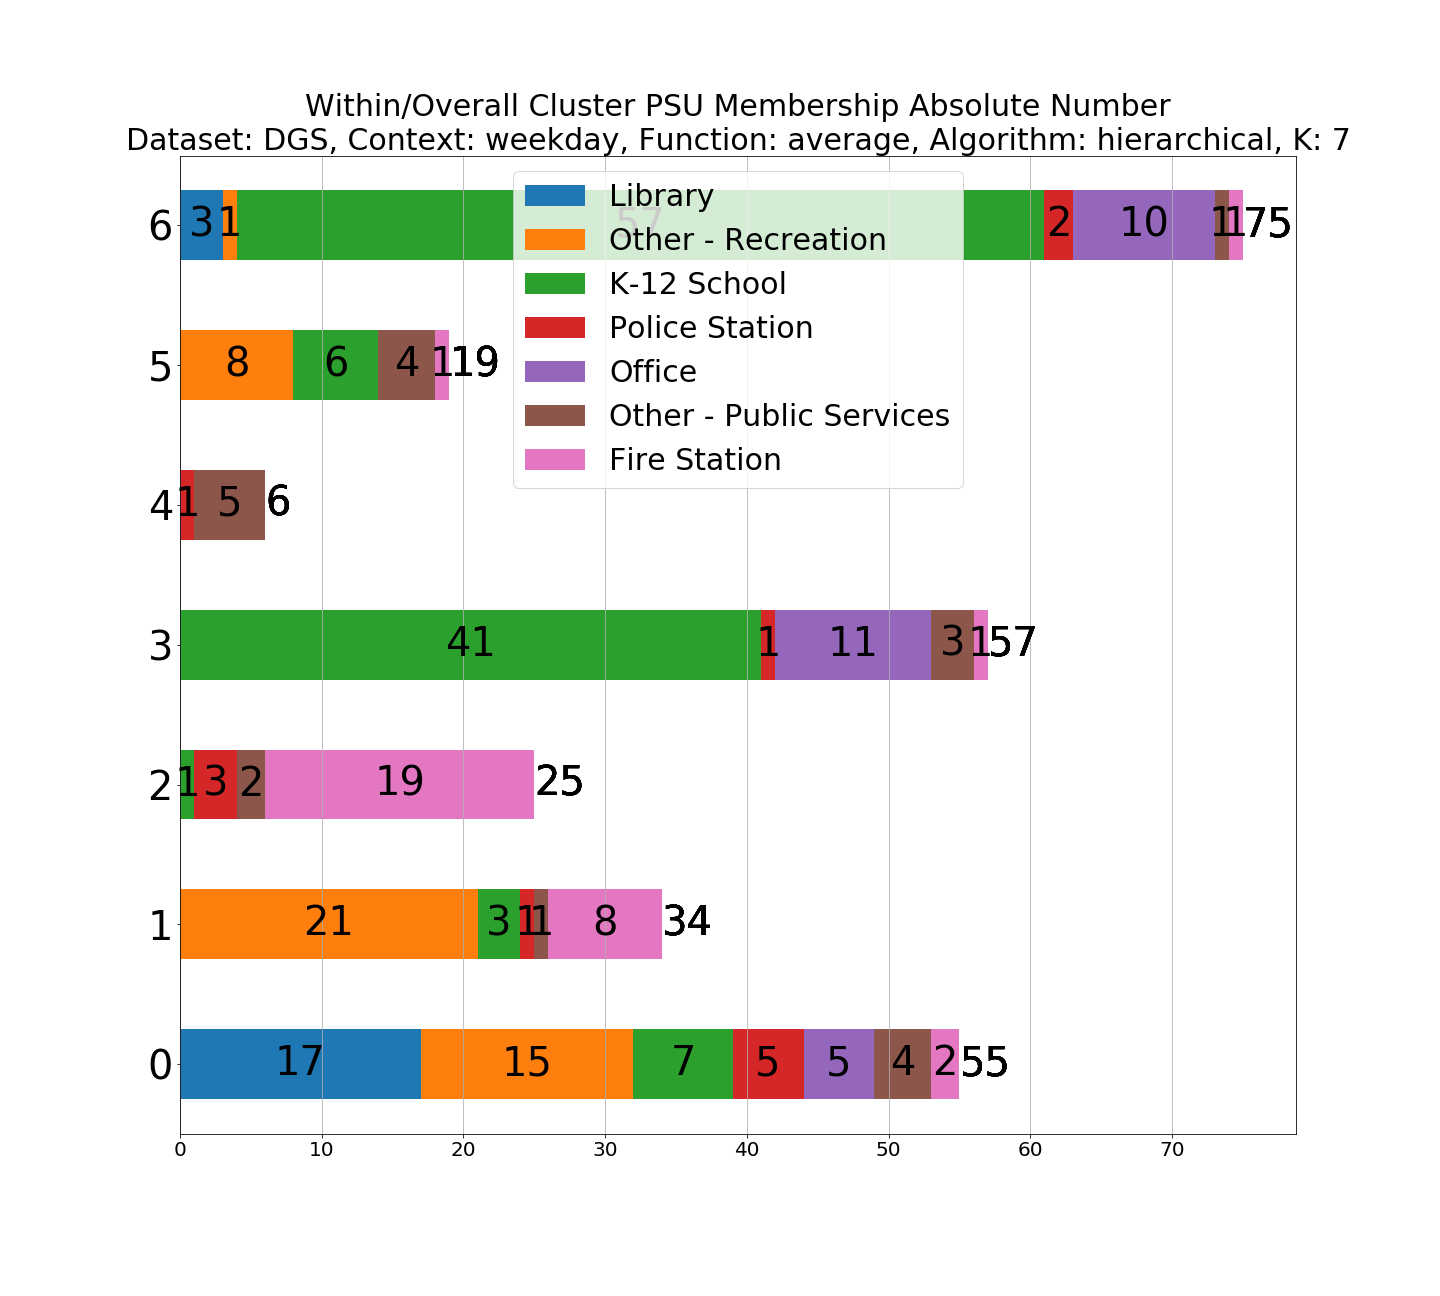 Within/Overall Cluster PSU Membership Absolute Number
Dataset: DGS, Context: weekday, Function: average, Algorithm: hierarchical, K: 7
Library
Other - Recreation
K-12 School
Police Station
Office
Other - Public Services
Fire Station
6 3 1 57 2 10 1 1 75
5 8 6 4 1 19
4 1 5 6
3 41 1 11 3 1 57
2 1 3 2 19 25
1 21 3 1 1 8 34
0 17 15 7 5 5 4 2 55
0 10 20 30 40 50 60 70